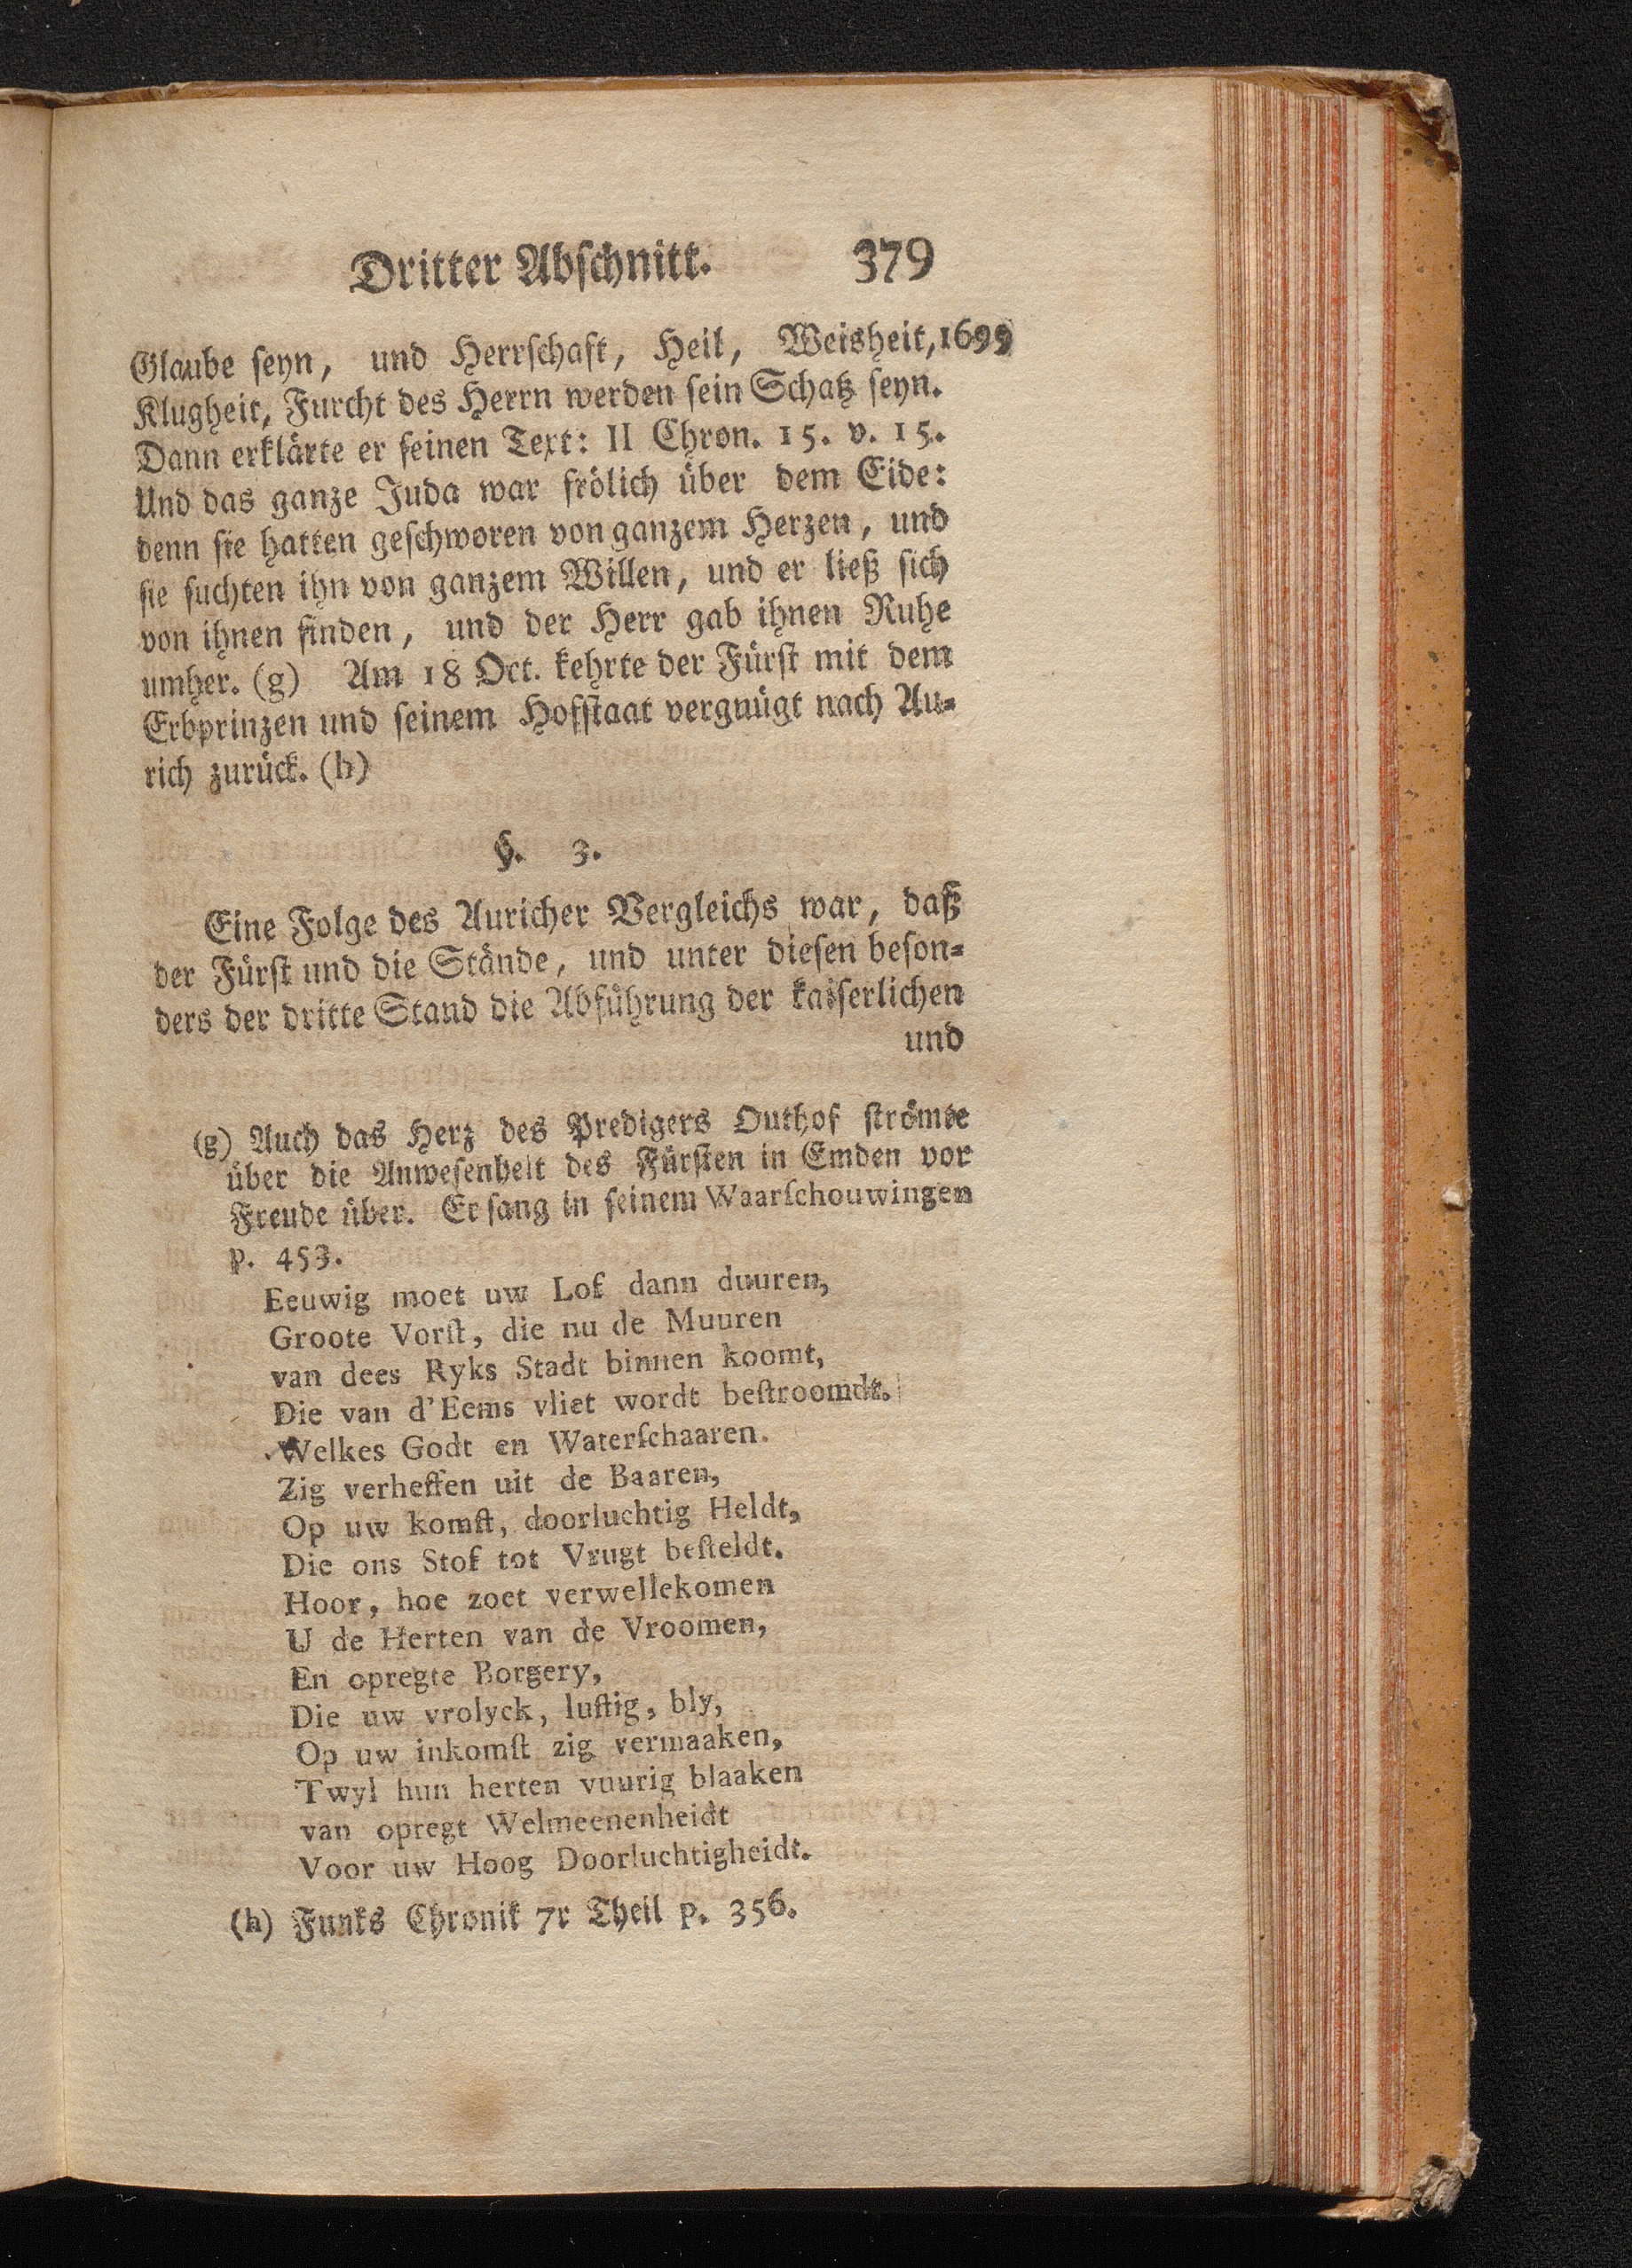 Dritter Abschnitt. 379
Glaube seyn, und Herrschaft, Heil, Weisheit, 1699
Klugheit, Furcht des Herrn werden sein Schatz seyn.
Dann erklärte er seinen Text: II Chron. 15. v. 15.
Und das ganze Juda war frölich über dem Eide:
denn sie hatten geschworen von ganzem Herzen, und
sie suchten ihn von ganzem Willen, und er ließ sich
von ihnen finden, und der Herr gab ihnen Ruhe
umher. (g) Am 18 Oct. kehrte der Fürst mit dem
Erbprinzen und seinem Hofstaat vergnügt nach Au-
rich zurück. (h)
§. 3.
Eine Folge des Auricher Vergleichs war, daß
der Fürst und die Stände, und unter diesen beson-
ders der dritte Stand die Abführung der kaiserlichen
und
(g) Auch das Herz des Predigers Outhof strömte
über die Anwesenheit des Fürsten in Emden vor
Freude über. Er sang in seinem Waarschouwingen
p. 453.
Eeuwig moet uw Lof dann duuren,
Groote Vorst, die nu de Muuren
van dees Ryks Stadt binnen koomt,
Die van d'Eems vliet wordt bestroomdt.
Welkes Godt en Waterschaaren.
Zig verheffen uit de Baaren,
Op uw komst, doorluchtig Heldt,
Die ons Stof tot Vrugt besteldt.
Hoor, hoe zoet verwellekomen
U de Herten van de Vroomen,
En opregte Borgery,
Die uw vrolyck, lustig, bly,
Op uw inkomst zig vermaaken,
Twyl hun herten vuurig blaaken
van opregt Welmeenenheidt
Voor uw Hoog Doorluchtigheidt.
(h) Funks Chronik 7r Theil p. 356.